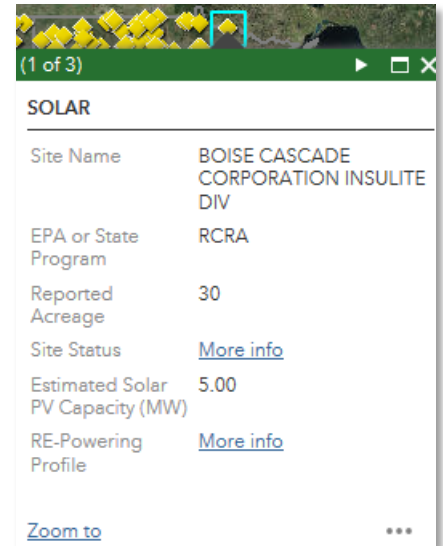 (1 of 3)
SOLAR
Site Name BOISE CASCADE
CORPORATION INSULITE
DIV
EPA or State RCRA
Program
Reported 30
Acreage
Site Status More info
Estimated Solar 5.00
PV Capacity (MW)
RE-Powering More info
Profile
Zoom to